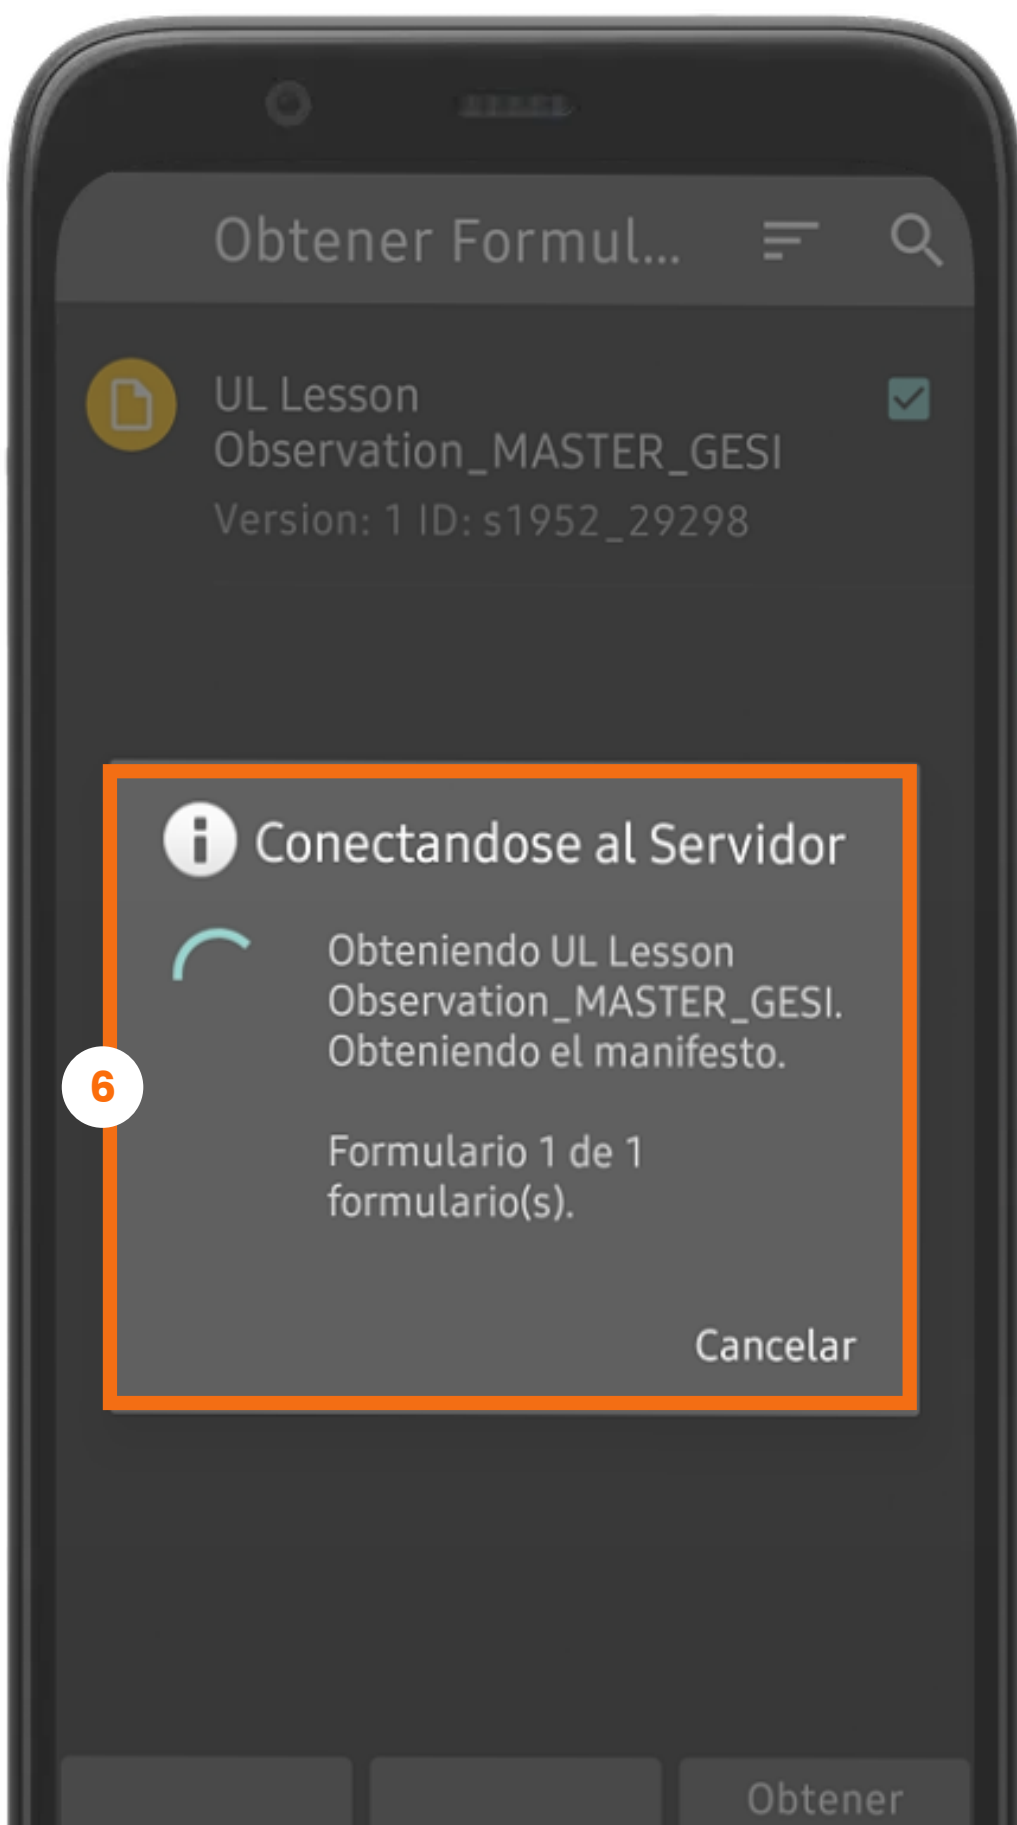 Obtener Formul...
UL Lesson
Observation_MASTER_GESI
Version: 1 ID: s1952_29298
Conectandose al Servidor
Obteniendo UL Lesson
Observation_MASTER_GESI.
Obteniendo el manifesto.
6
Formulario 1 de 1
formulario(s).
Cancelar
Obtener